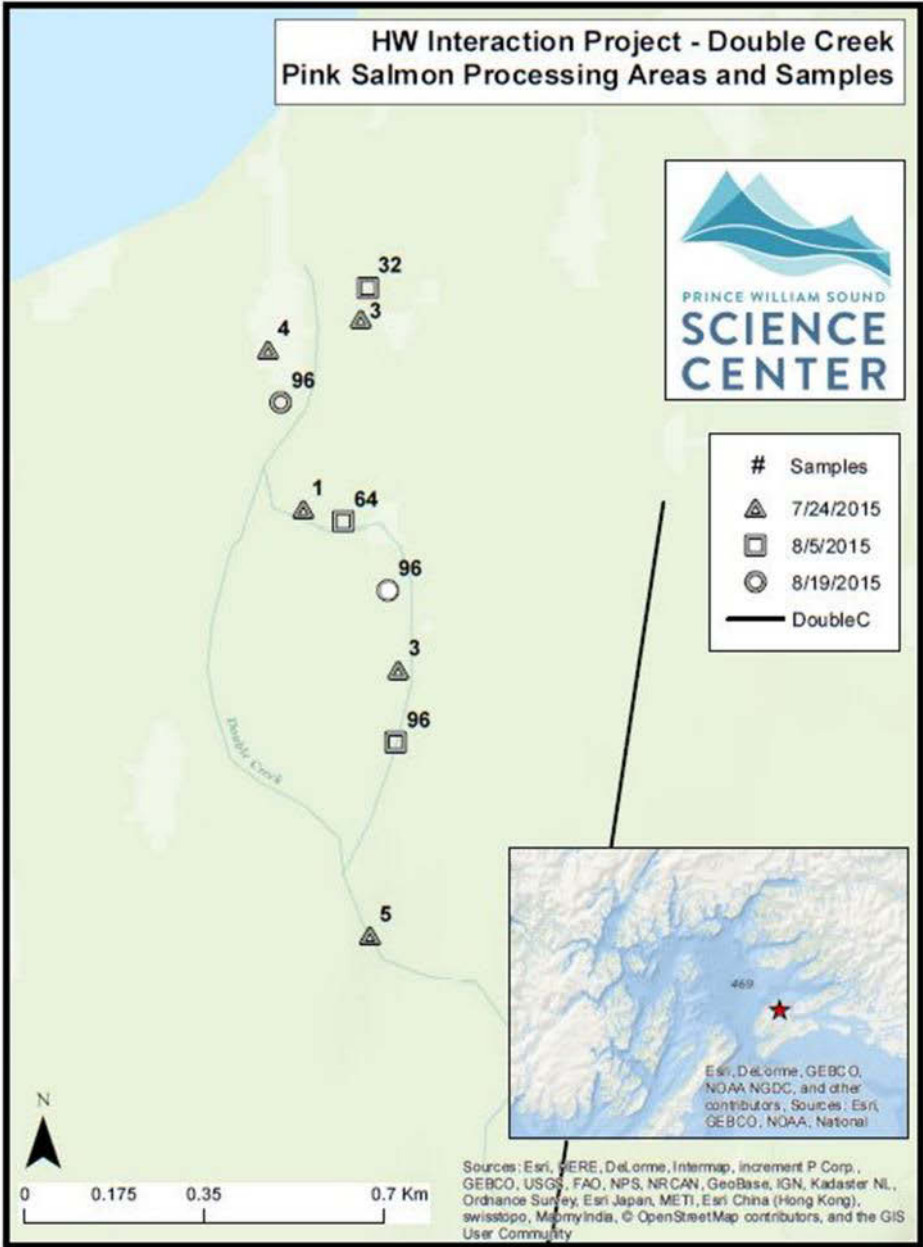 HW Interaction Project - Double Creek
Pink Salmon Processing Areas and Samples
PRINCE WILLIAM SOUND
SCIENCE
CENTER
32
3
4
96
1
64
96
3
96
5
# Samples
7/24/2015
8/5/2015
8/19/2015
DoubleC
Double Creek
469
Esri, DeLorme, GEBCO,
NOAA NGDC, and other
contributors, Sources: Esri,
GEBCO, NOAA, National
N
0 0.175 0.35 0.7 Km
Sources: Esri, HERE, DeLorme, Intermap, increment P Corp.,
GEBCO, USGS, FAO, NPS, NRCAN, GeoBase, IGN, Kadaster NL,
Ordnance Survey, Esri Japan, METI, Esri China (Hong Kong),
swisstopo, MapmyIndia, © OpenStreetMap contributors, and the GIS
User Community